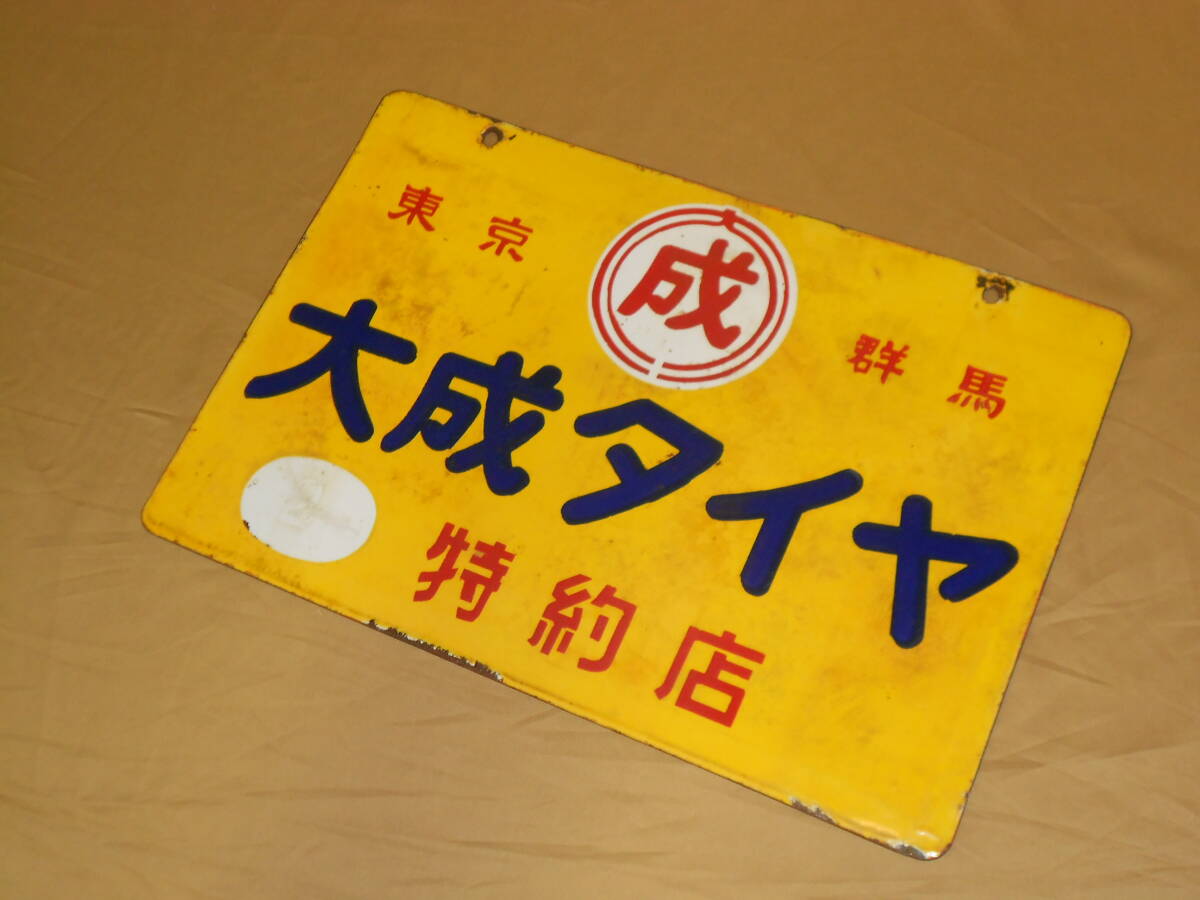 東京 成 群馬
大成タイヤ
特約店